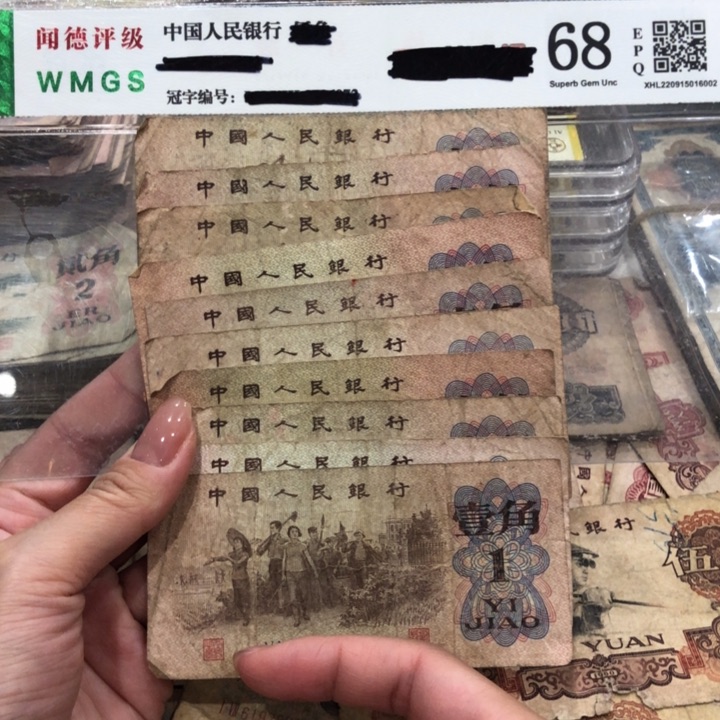 闻德评级
WMGS
中国人民银行
冠字编号：
68
Superb Gem Unc
E
P
Q
XHL220915016002
中國人民銀行
中國人民銀行
中國人民銀行
中國人民銀行
中國人民銀行
中國人民銀行
中國人民銀行
中國人民銀行
中國人民銀行
中國人民銀行
壹角
1
YI
JIAO
贰角
2
ER
JIAO
銀行
伍
YUAN